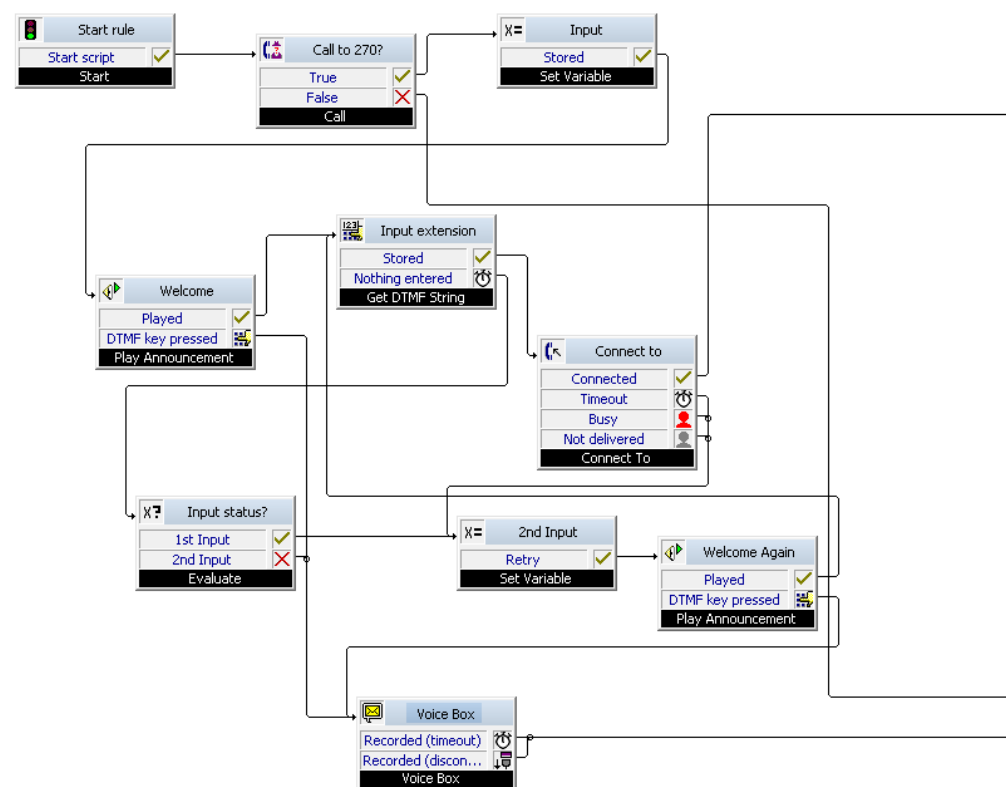 Start rule
Start script
Start
Call to 270?
True
False
Call
X= Input
Stored
Set Variable
Welcome
Played
DTMF key pressed
Play Announcement
123 Input extension
Stored
Nothing entered
Get DTMF String
Connect to
Connected
Timeout
Busy
Not delivered
Connect To
X? Input status?
1st Input
2nd Input
Evaluate
X= 2nd Input
Retry
Set Variable
Welcome Again
Played
DTMF key pressed
Play Announcement
Voice Box
Recorded (timeout)
Recorded (discon...
Voice Box